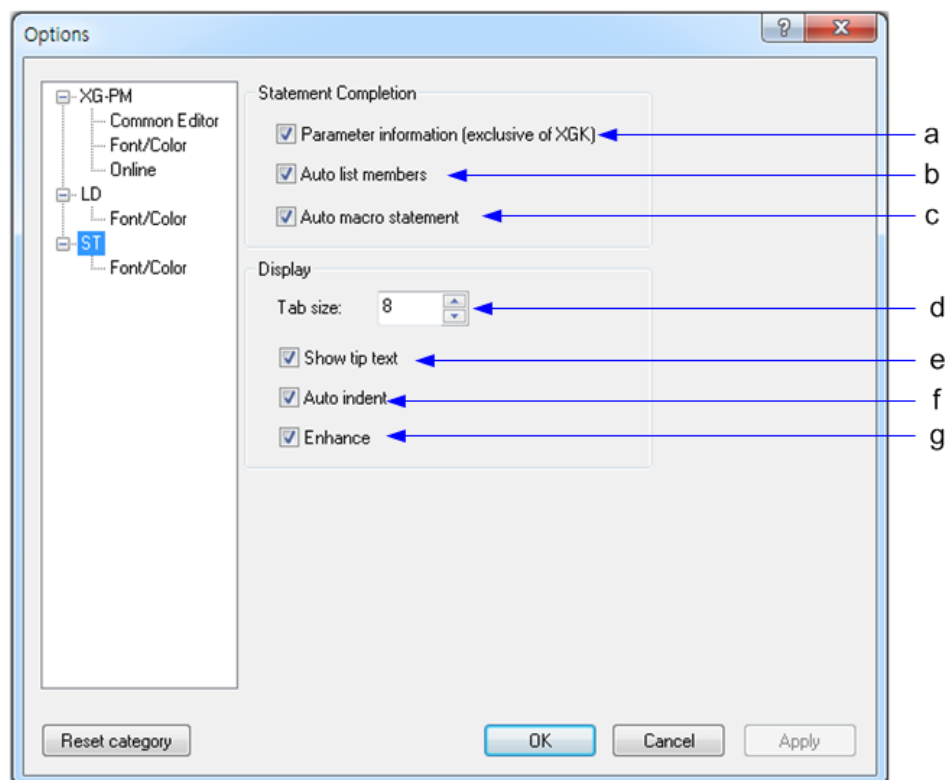 Options
XG-PM
Common Editor
Font/Color
Online
LD
Font/Color
ST
Font/Color
Statement Completion
Parameter information (exclusive of XGK)
a
Auto list members
b
Auto macro statement
c
Display
Tab size: 8
d
Show tip text
e
Auto indent
f
Enhance
g
Reset category
OK
Cancel
Apply